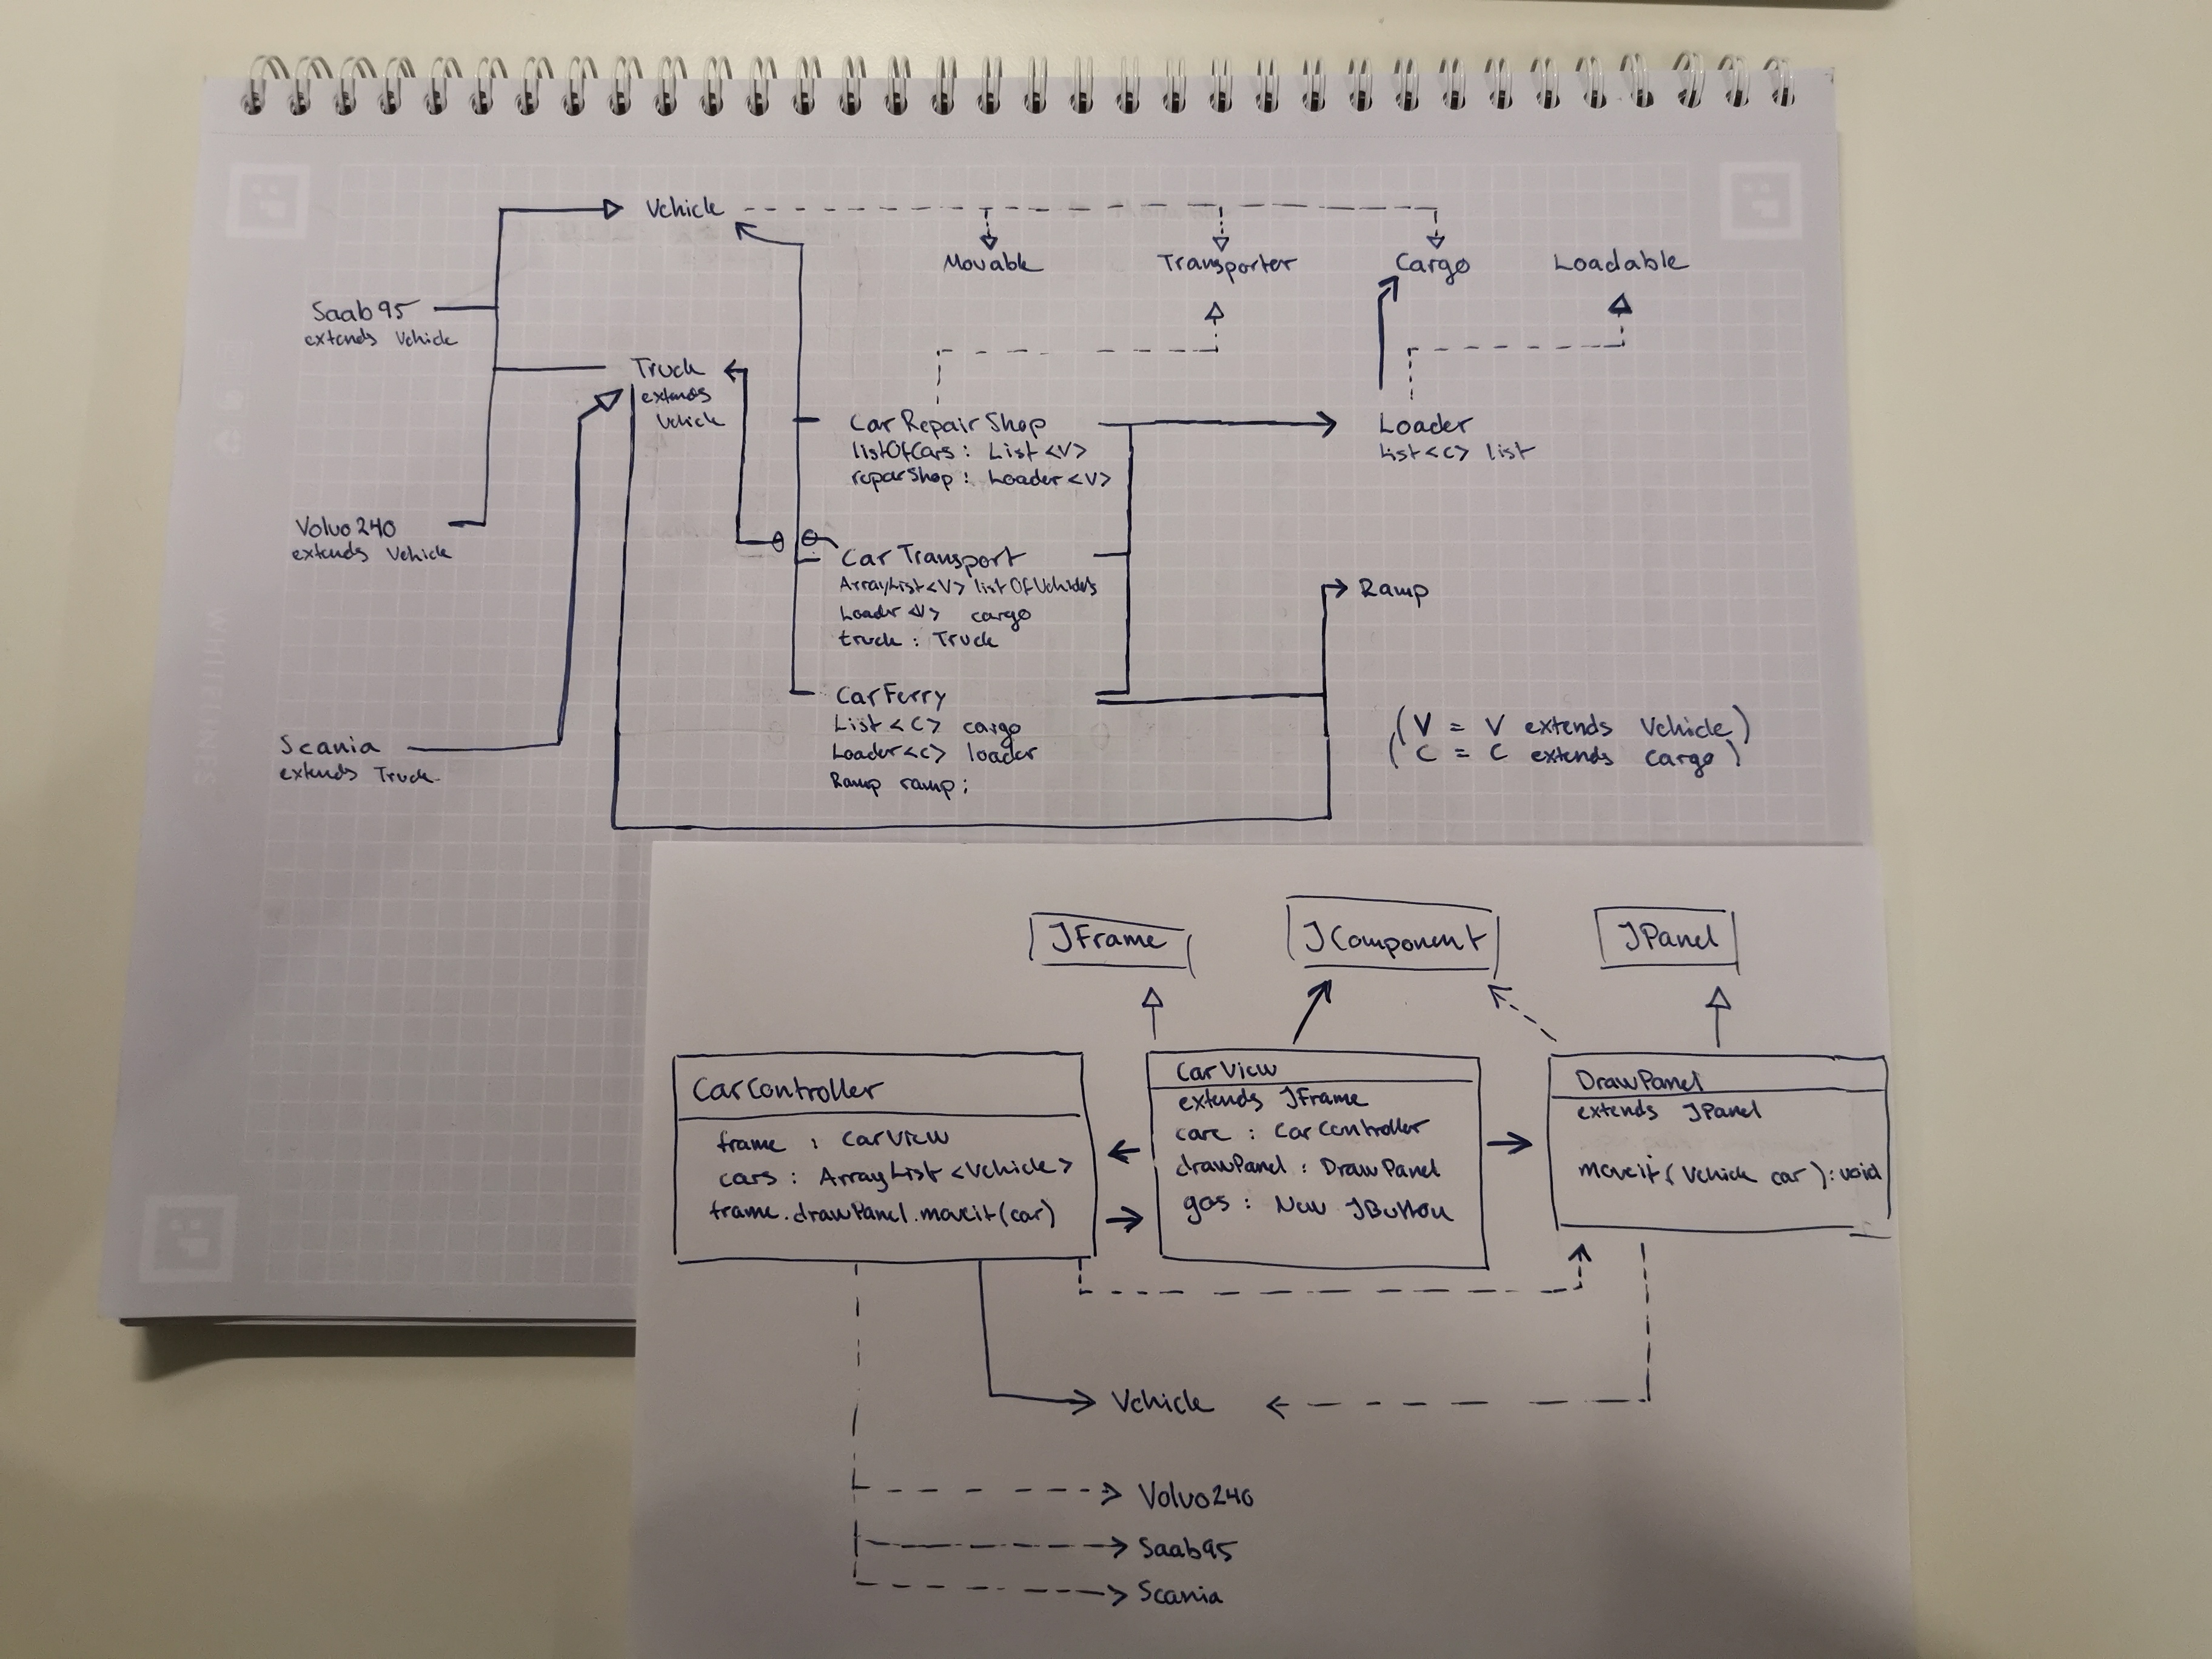 Vehicle
Movable
Transporter
Cargo
Loadable
Saab95
extends Vehicle
Truck
extends
Vehicle
CarRepairShop
listOfCars : List <V>
reparShop : Loader <V>
Loader
List<C> list
Volvo240
extends Vehicle
CarTransport
ArrayList<V> listOfVehicles
Loader <V> cargo
truck : Truck
Ramp
CarFerry
List <C> cargo
Loader<C> loader
Ramp ramp;
(V = V extends Vehicle)
(C = C extends Cargo)
Scania
extends Truck
WHITELINES
JFrame
JComponent
JPanel
CarController
frame : CarView
cars : ArrayList <Vehicle>
frame.drawPanel.moveit(car)
CarView
extends JFrame
carC : CarController
drawPanel : DrawPanel
gas : New JButton
DrawPanel
extends JPanel
moveit(Vehicle car):void
Vehicle
Volvo240
Saab95
Scania